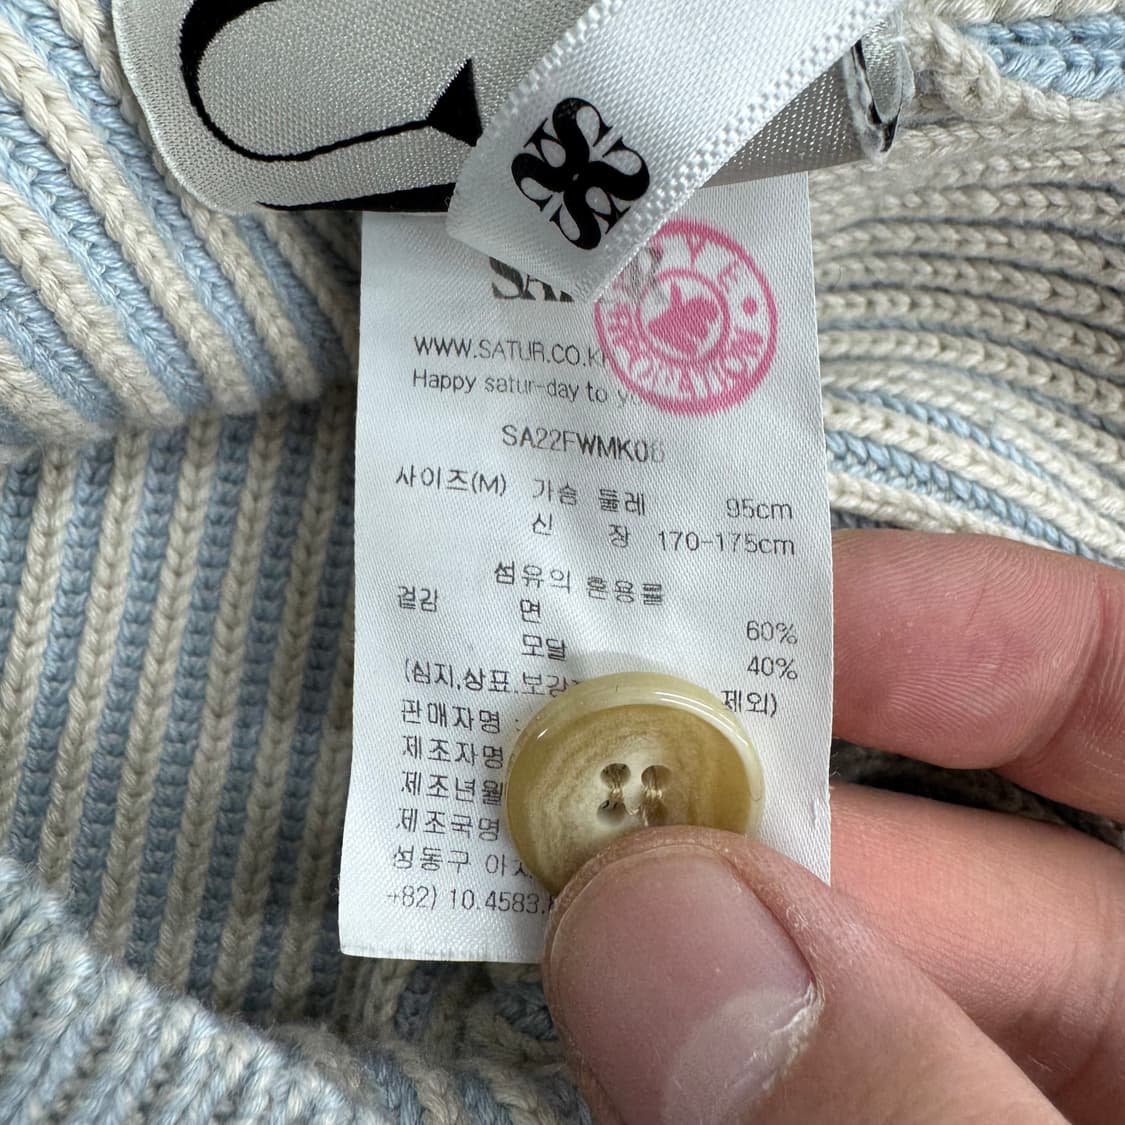 WWW.SATUR.CO.K
Happy satur-day to
SA22FWMK06
사이즈(M) 가슴 둘레 95cm
신 장 170-175cm
섬유의 혼용률
겉감 면 60%
모달 40%
(심지,상표,보강 제외)
판매자명 :
제조자명
제조년월
제조국명
성동구
+82) 10.4583.